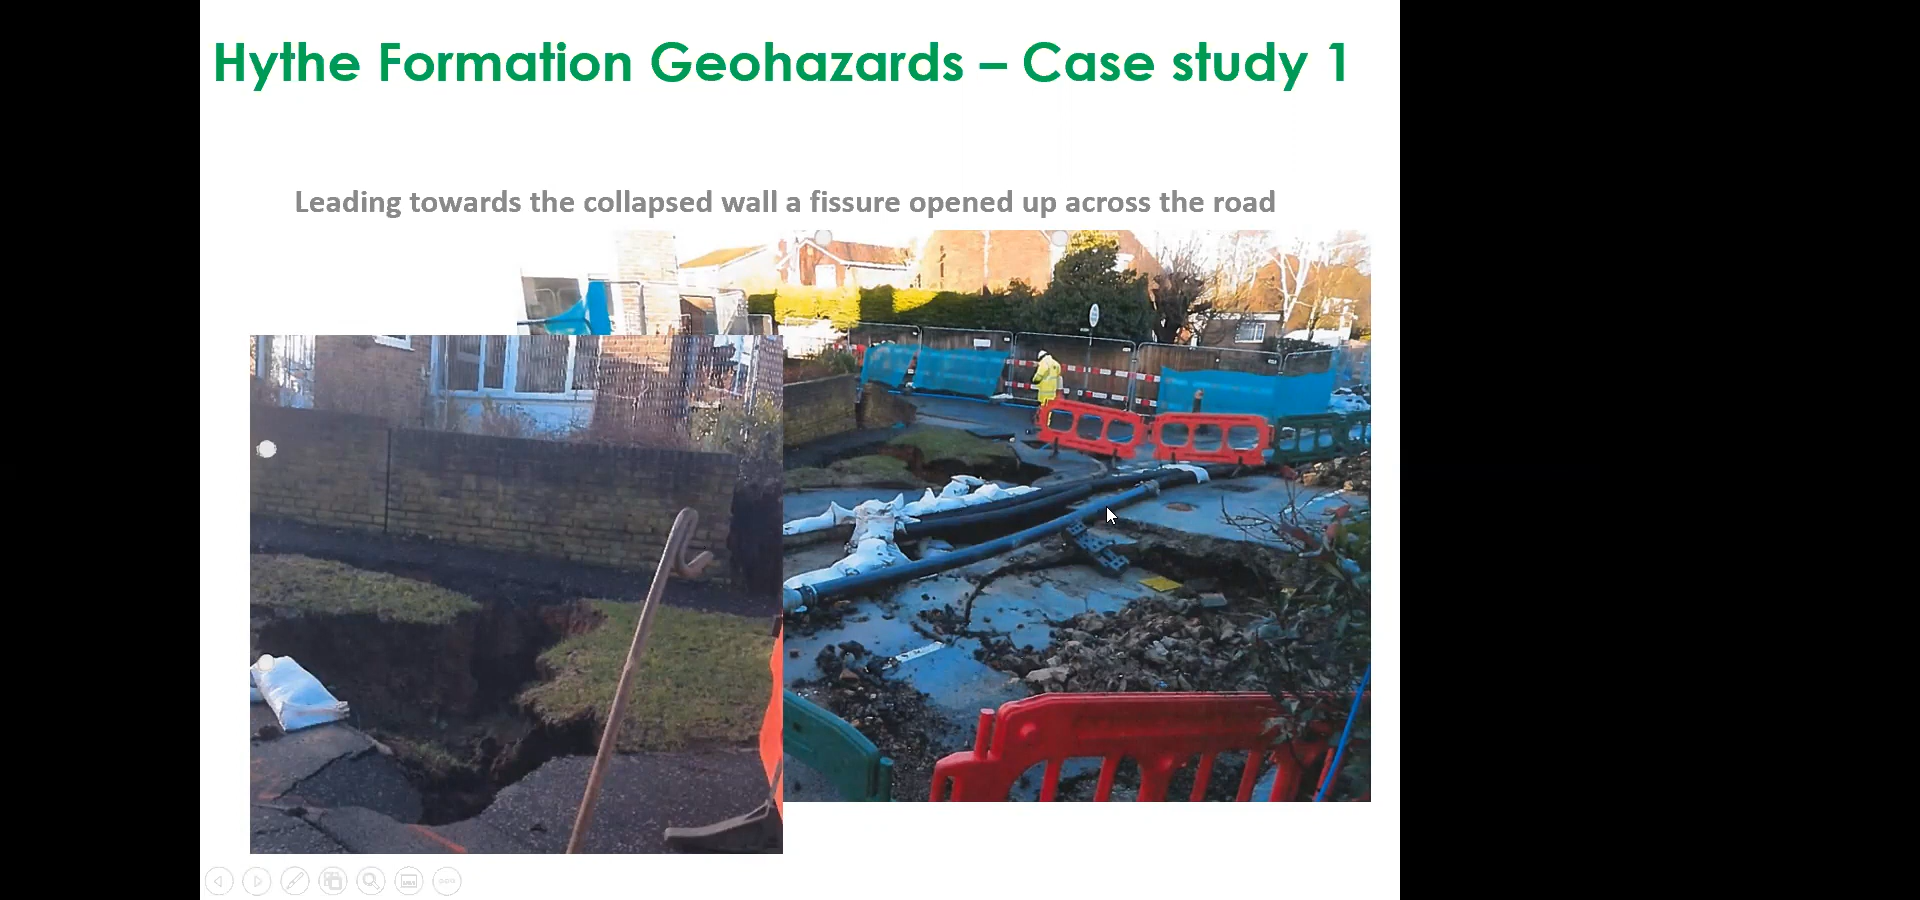 Hythe Formation Geohazards – Case study 1
Leading towards the collapsed wall a fissure opened up across the road